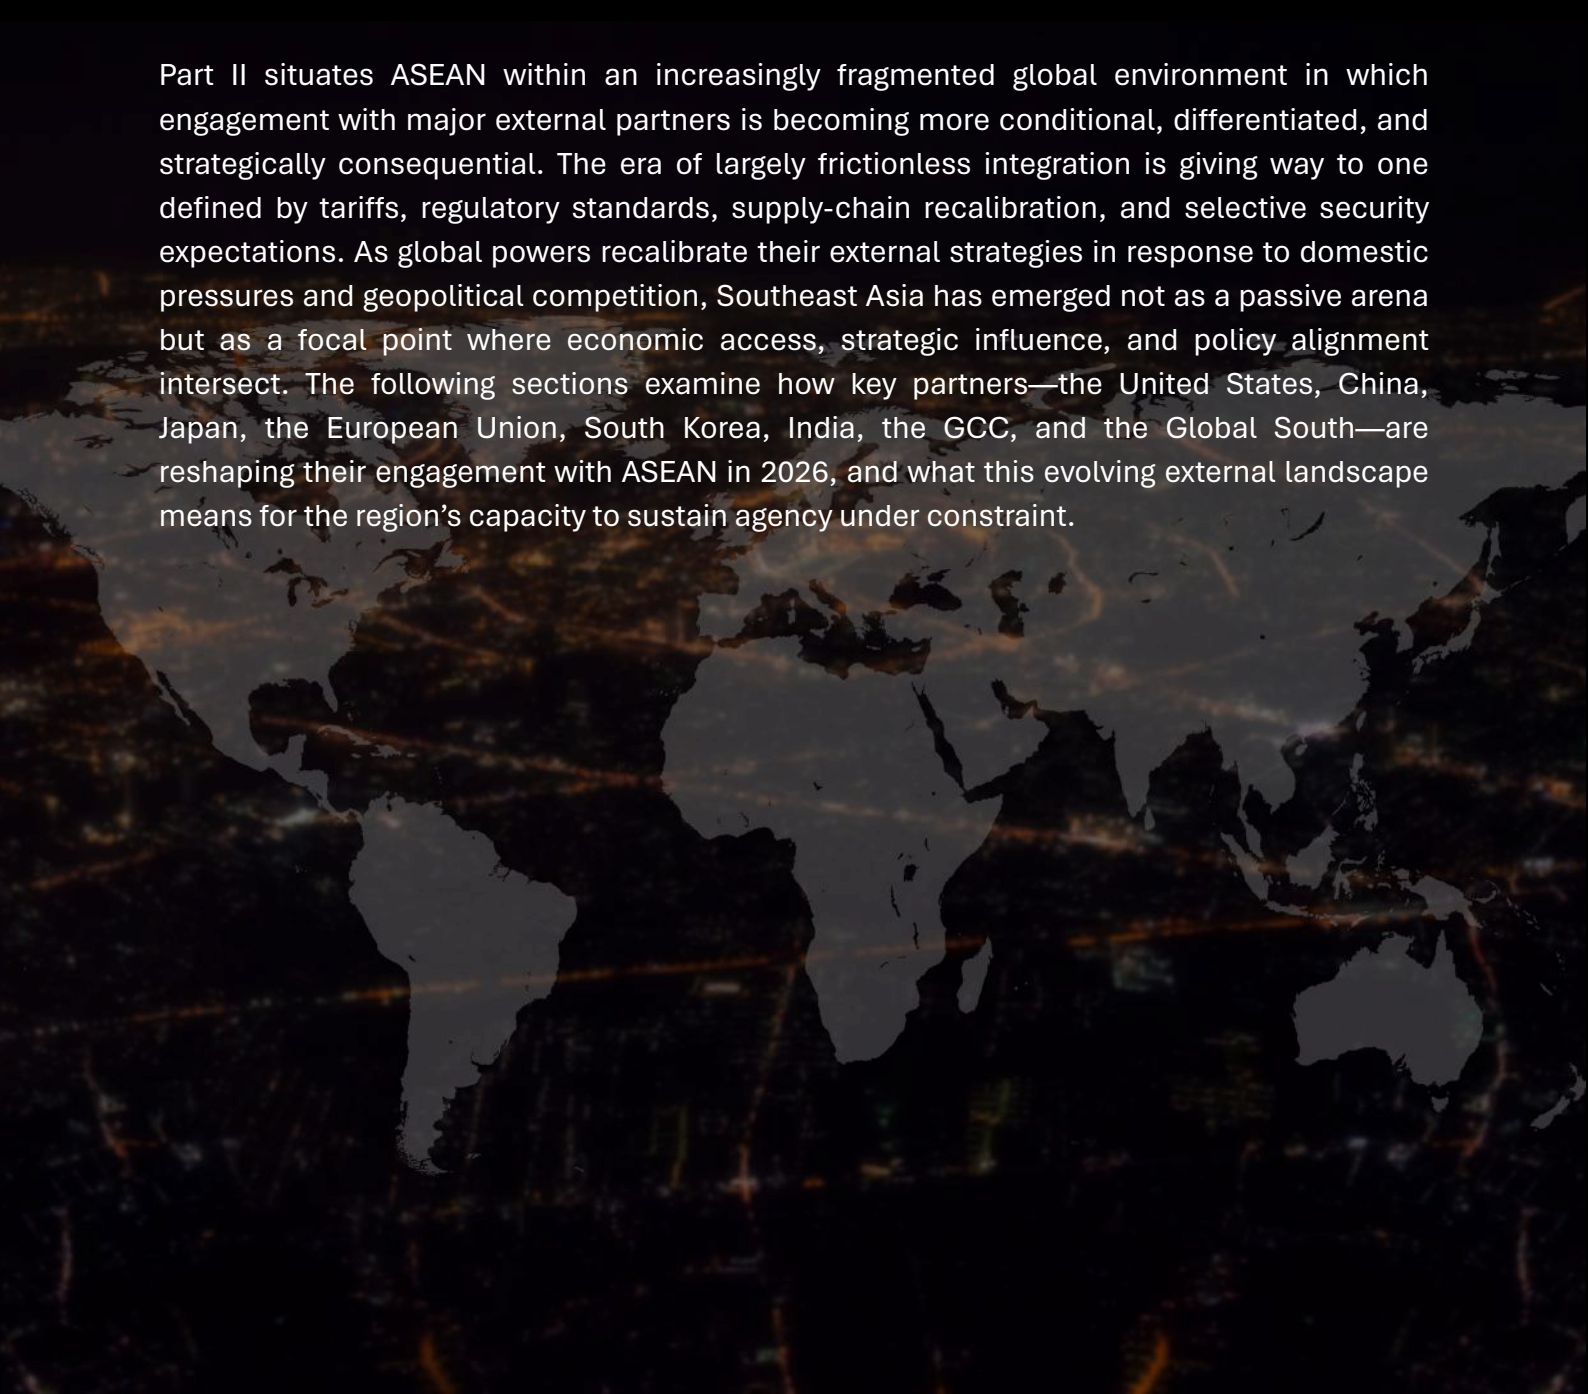 Part II situates ASEAN within an increasingly fragmented global environment in which
engagement with major external partners is becoming more conditional, differentiated, and
strategically consequential. The era of largely frictionless integration is giving way to one
defined by tariffs, regulatory standards, supply-chain recalibration, and selective security
expectations. As global powers recalibrate their external strategies in response to domestic
pressures and geopolitical competition, Southeast Asia has emerged not as a passive arena
but as a focal point where economic access, strategic influence, and policy alignment
intersect. The following sections examine how key partners—the United States, China,
Japan, the European Union, South Korea, India, the GCC, and the Global South—are
reshaping their engagement with ASEAN in 2026, and what this evolving external landscape
means for the region’s capacity to sustain agency under constraint.